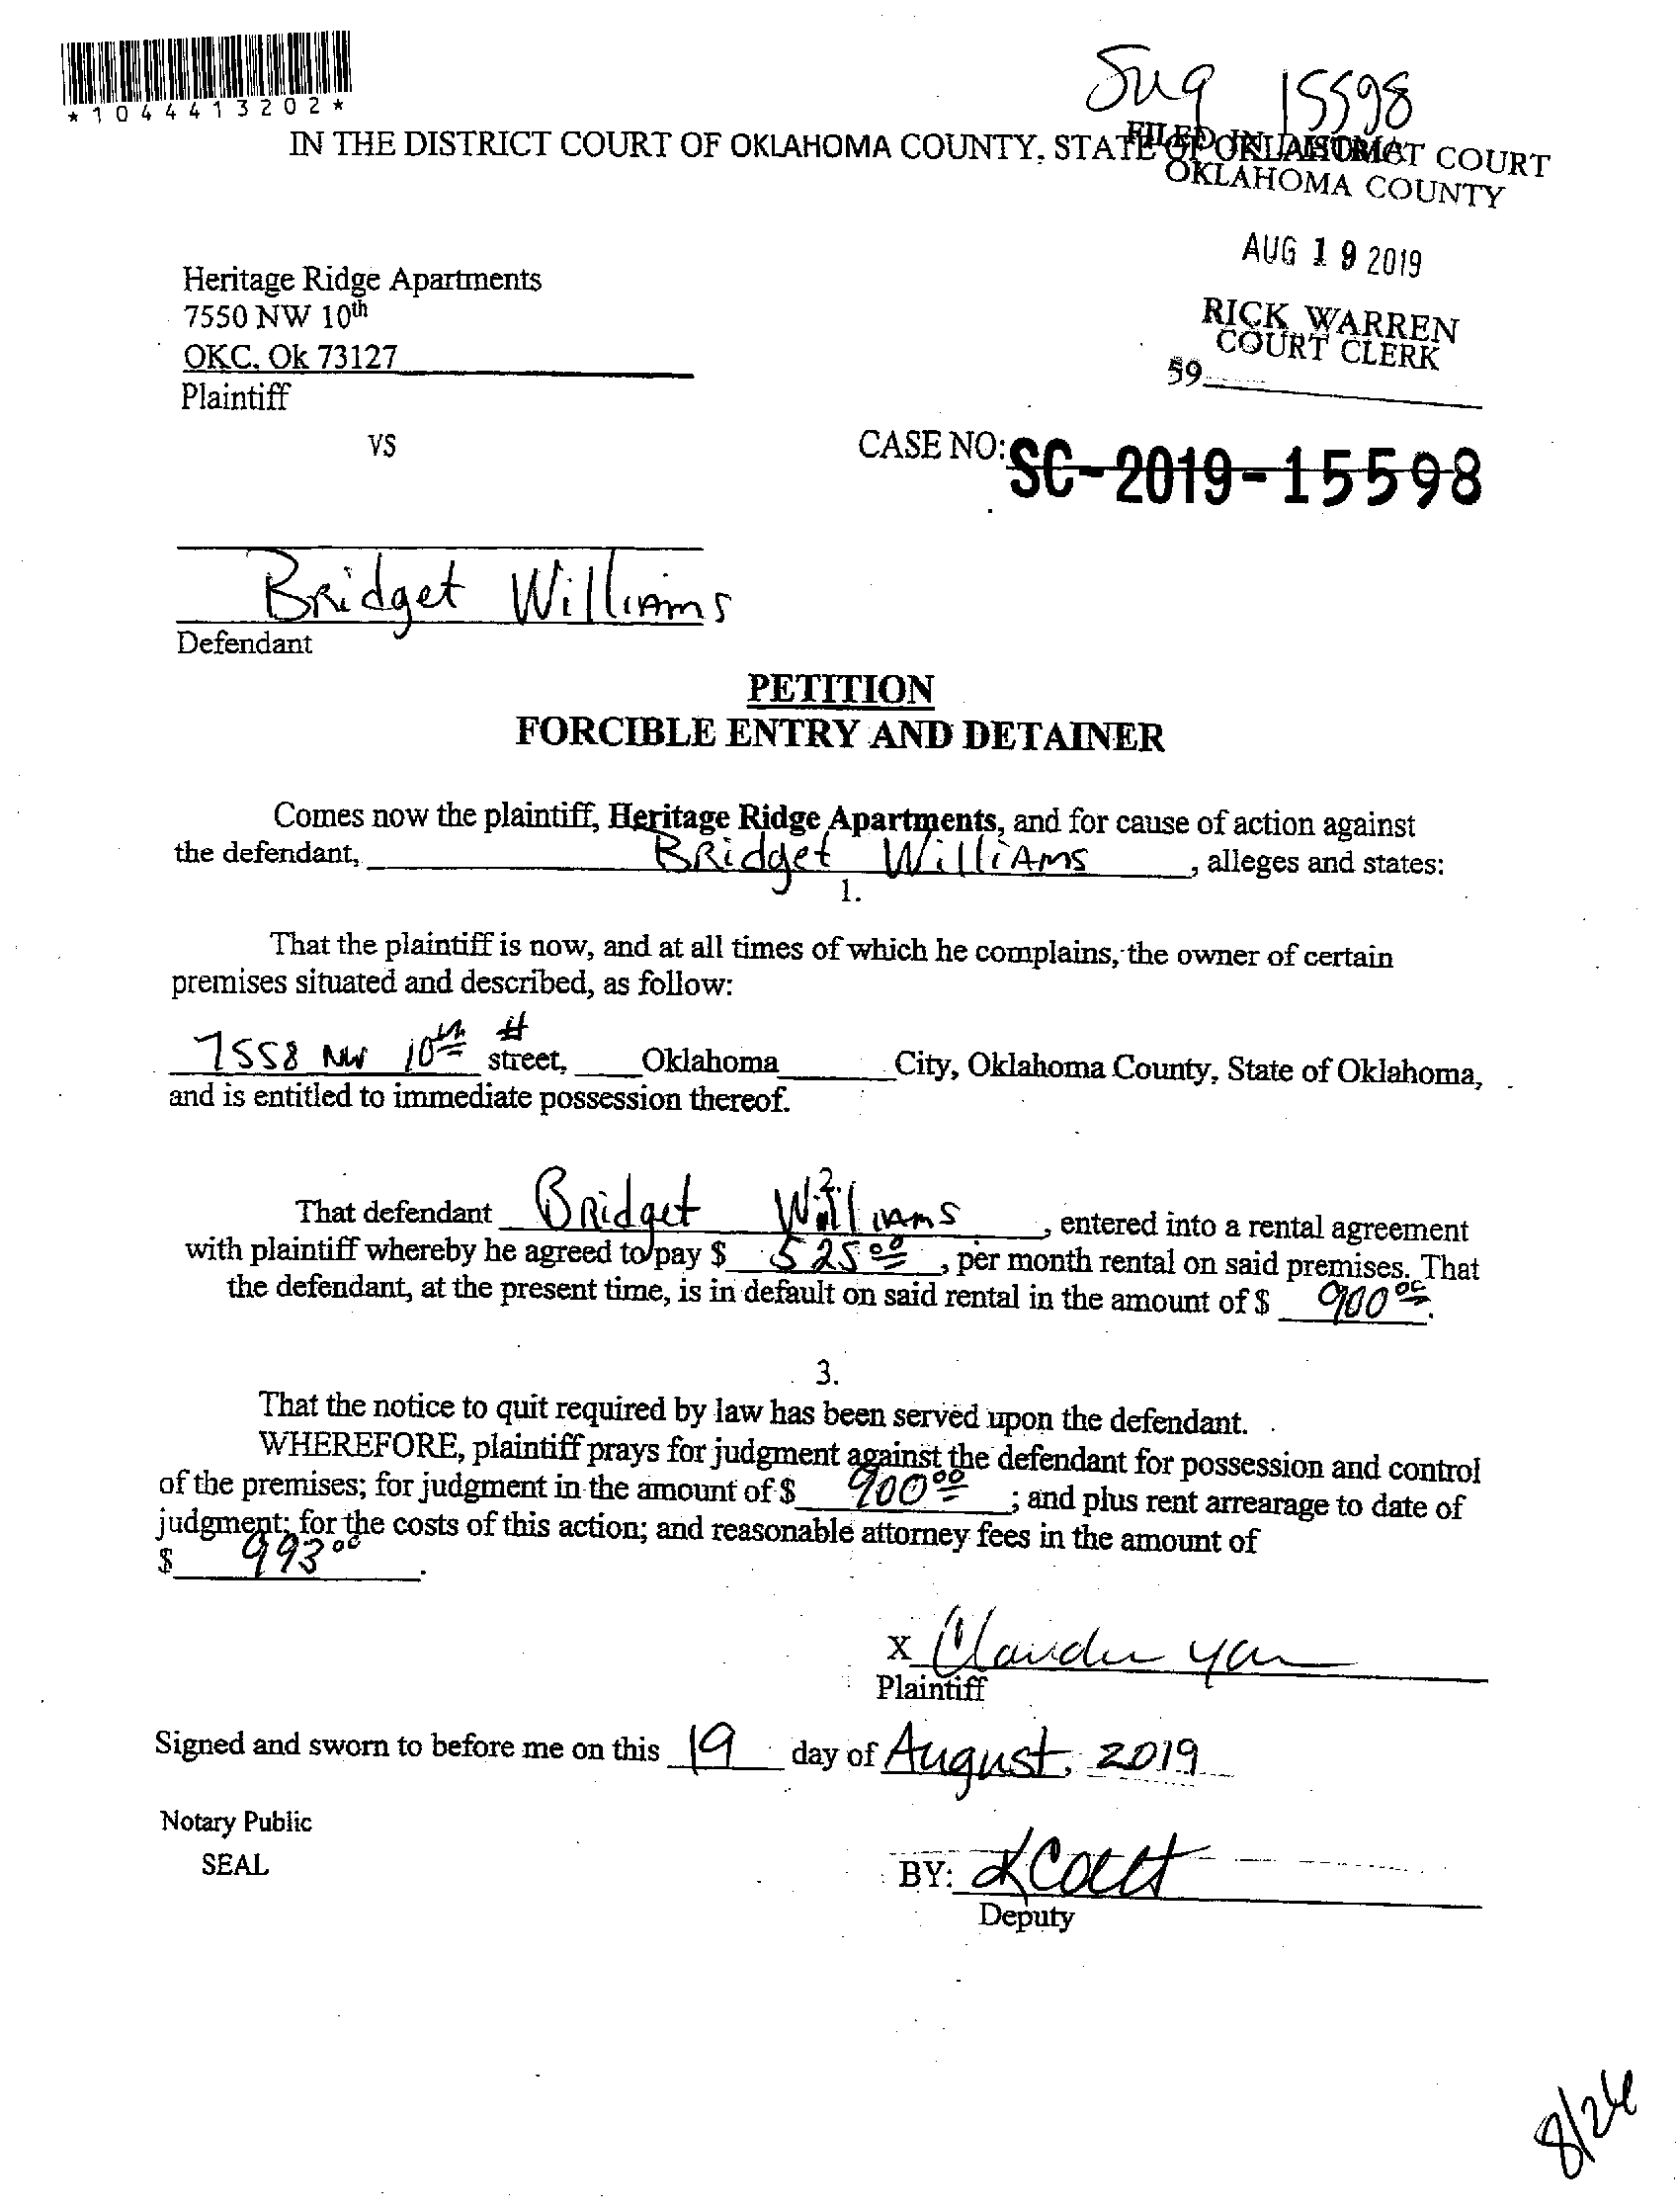 *1044413202*
15598
IN THE DISTRICT COURT OF OKLAHOMA COUNTY, STATE OF OKLAHOMA
FILED IN DISTRICT COURT
OKLAHOMA COUNTY
AUG 19 2019
RICK WARREN
COURT CLERK
59
Heritage Ridge Apartments
7550 NW 10th
OKC. Ok 73127
Plaintiff
VS
CASE NO: SC-2019-15598
Bridget Williams
Defendant
PETITION
FORCIBLE ENTRY AND DETAINER
Comes now the plaintiff, Heritage Ridge Apartments, and for cause of action against
the defendant, Bridget Williams, alleges and states:
1.
That the plaintiff is now, and at all times of which he complains, the owner of certain
premises situated and described, as follow:
7558 NW 10th # street, Oklahoma City, Oklahoma County, State of Oklahoma,
and is entitled to immediate possession thereof.
2.
That defendant Bridget Williams, entered into a rental agreement
with plaintiff whereby he agreed to pay $ 525 00, per month rental on said premises. That
the defendant, at the present time, is in default on said rental in the amount of $ 900 00.
3.
That the notice to quit required by law has been served upon the defendant.
WHEREFORE, plaintiff prays for judgment against the defendant for possession and control
of the premises; for judgment in the amount of $ 900 00; and plus rent arrearage to date of
judgment; for the costs of this action; and reasonable attorney fees in the amount of
$ 993 00.
X
Plaintiff
Signed and sworn to before me on this 19 day of August, 2019
Notary Public
SEAL
BY:
Deputy